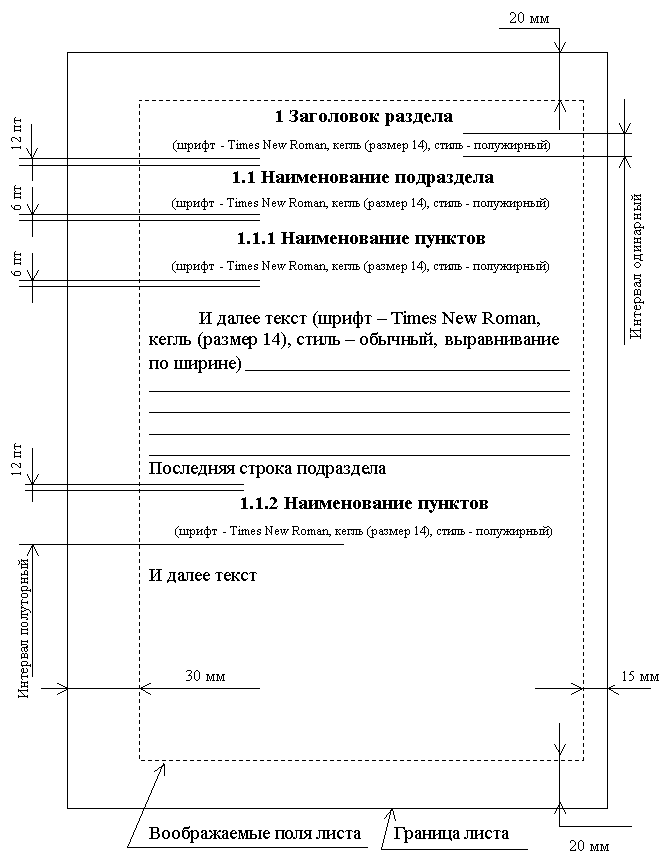 20 мм
1 Заголовок раздела
12 пт
(шрифт - Times New Roman, кегль (размер 14), стиль - полужирный)
1.1 Наименование подраздела
6 пт
(шрифт - Times New Roman, кегль (размер 14), стиль - полужирный)
Интервал одинарный
1.1.1 Наименование пунктов
6 пт
(шрифт - Times New Roman, кегль (размер 14), стиль - полужирный)
И далее текст (шрифт – Times New Roman,
кегль (размер 14), стиль – обычный, выравнивание
по ширине)
12 пт
Последняя строка подраздела
1.1.2 Наименование пунктов
(шрифт - Times New Roman, кегль (размер 14), стиль - полужирный)
И далее текст
Интервал полуторный
30 мм
15 мм
Воображаемые поля листа
Граница листа
20 мм